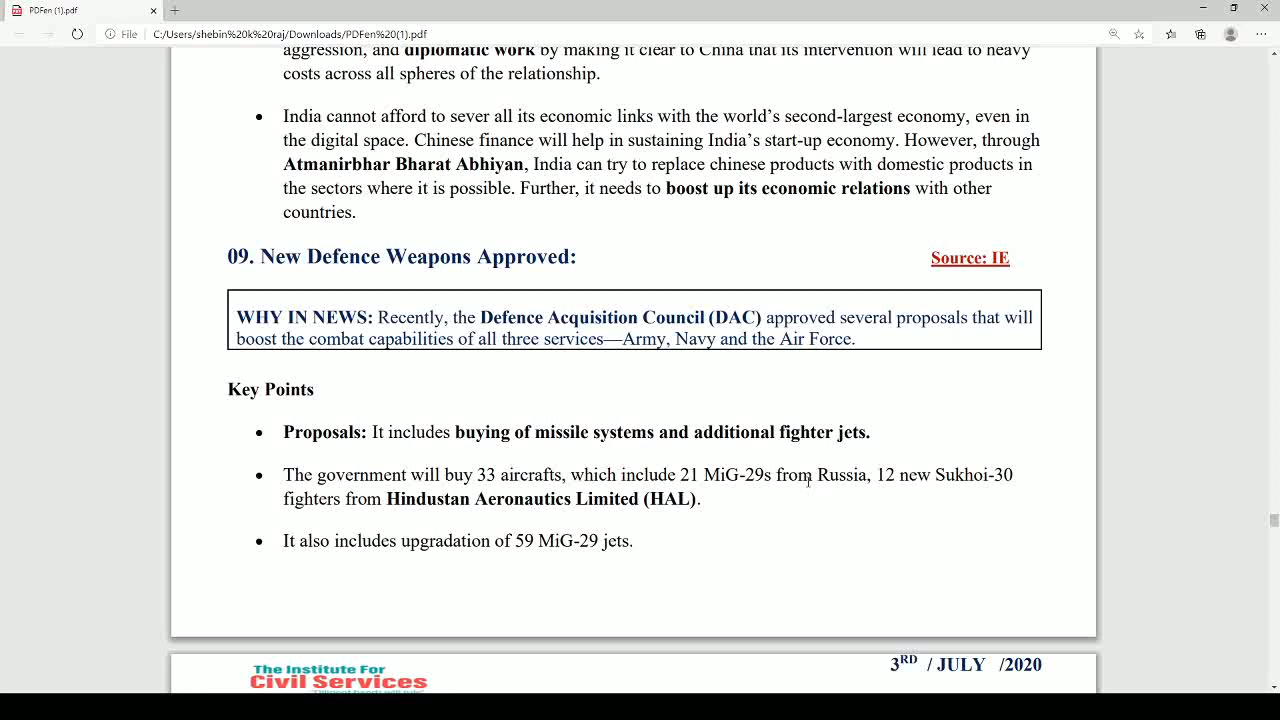 PDFen (1).pdf
File
C:/Users/shebin%20k%20raj/Downloads/PDFen%20(1).pdf
aggression, and diplomatic work by making it clear to China that its intervention will lead to heavy
costs across all spheres of the relationship.
• India cannot afford to sever all its economic links with the world’s second-largest economy, even in
the digital space. Chinese finance will help in sustaining India’s start-up economy. However, through
Atmanirbhar Bharat Abhiyan, India can try to replace chinese products with domestic products in
the sectors where it is possible. Further, it needs to boost up its economic relations with other
countries.
09. New Defence Weapons Approved: Source: IE
WHY IN NEWS: Recently, the Defence Acquisition Council (DAC) approved several proposals that will
boost the combat capabilities of all three services—Army, Navy and the Air Force.
Key Points
• Proposals: It includes buying of missile systems and additional fighter jets.
• The government will buy 33 aircrafts, which include 21 MiG-29s from Russia, 12 new Sukhoi-30
fighters from Hindustan Aeronautics Limited (HAL).
• It also includes upgradation of 59 MiG-29 jets.
The Institute For
Civil Services
3RD / JULY /2020